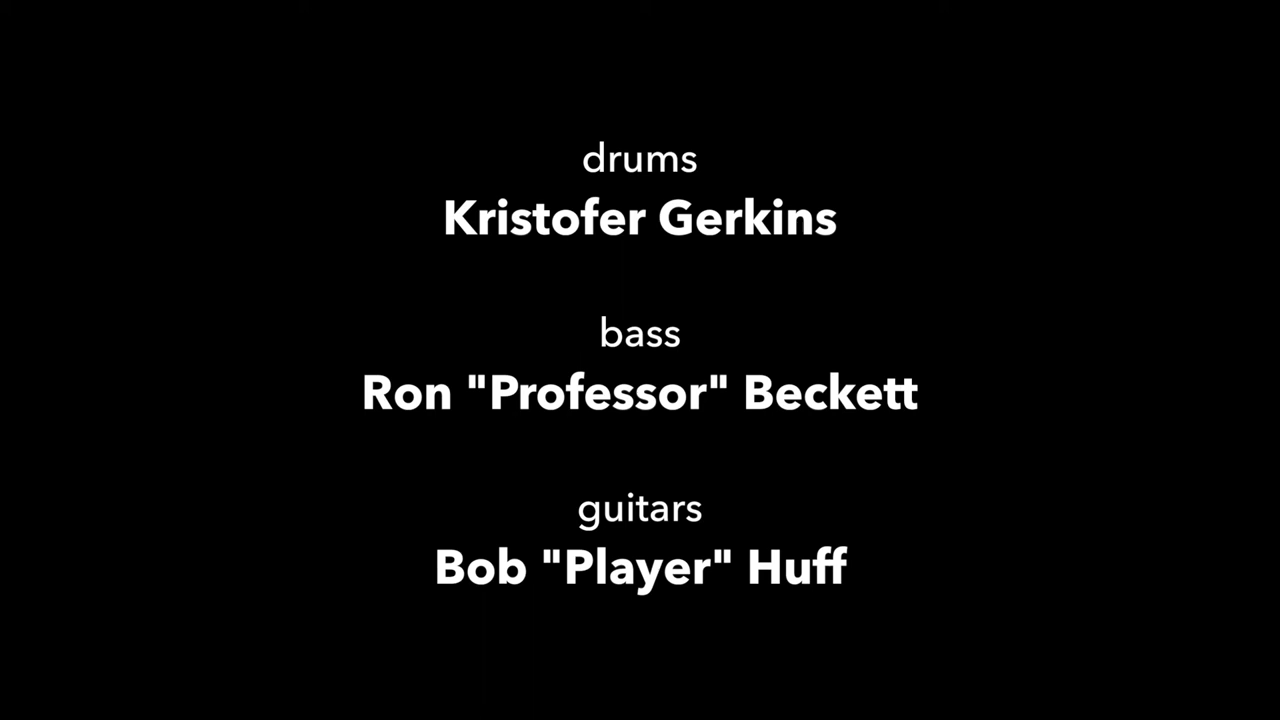 drums
Kristofer Gerkins
bass
Ron "Professor" Beckett
guitars
Bob "Player" Huff